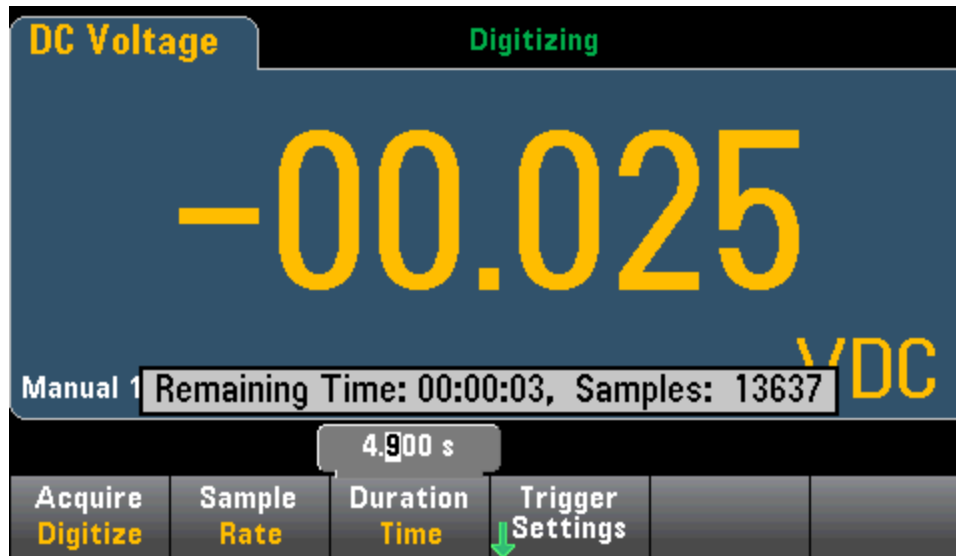 DC Voltage
Digitizing
-00.025
VDC
Manual 1
Remaining Time: 00:00:03, Samples: 13637
4.900 s
Acquire
Digitize
Sample
Rate
Duration
Time
Trigger
Settings